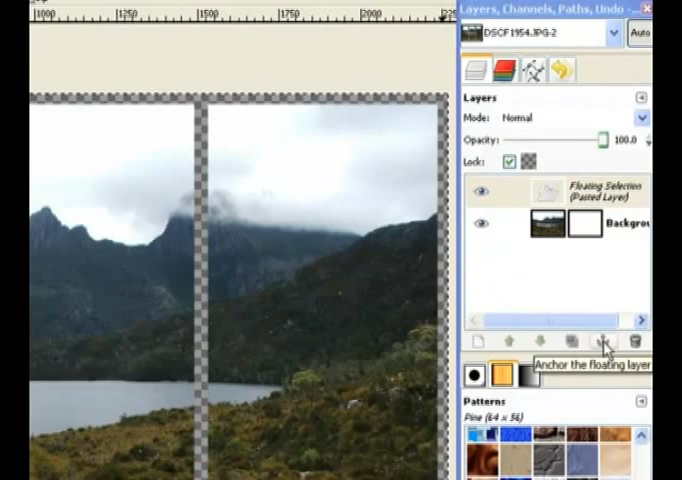 1000 1250 1500 1750 2000
Layers, Channels, Paths, Undo -...
DSCF1954.JPG-2
Auto
Layers
Mode: Normal
Opacity: 100.0
Lock:
Floating Selection
(Pasted Layer)
Backgrou
Anchor the floating layer
Patterns
Pine (64 x 56)